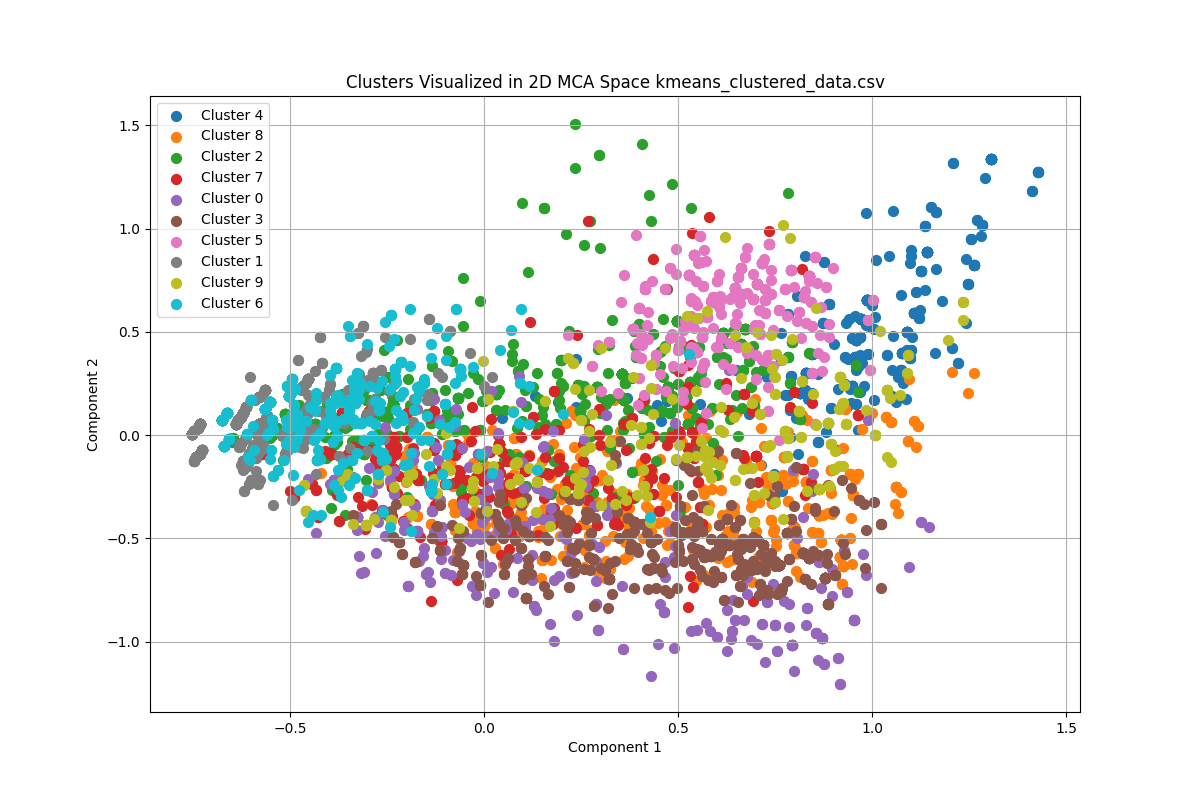 Clusters Visualized in 2D MCA Space kmeans_clustered_data.csv
Cluster 4
Cluster 8
Cluster 2
Cluster 7
Cluster 0
Cluster 3
Cluster 5
Cluster 1
Cluster 9
Cluster 6
1.5
1.0
0.5
0.0
−0.5
−1.0
Component 2
−0.5
0.0
0.5
1.0
1.5
Component 1